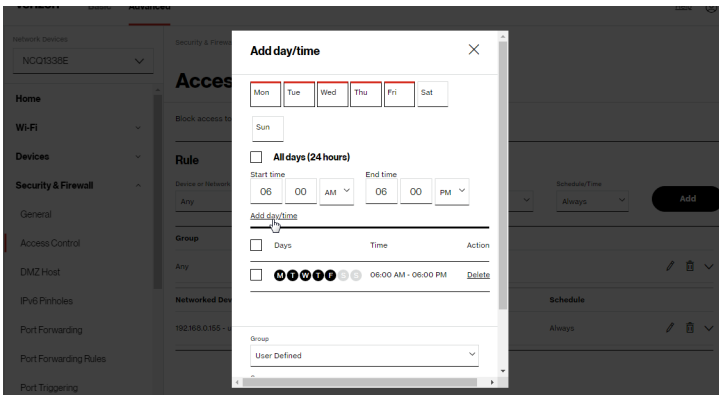 Advanced
Network Devices
NCQ1338E
Home
Wi-Fi
Devices
Security & Firewall
General
Access Control
DMZ Host
IPv6 Pinholes
Port Forwarding
Port Forwarding Rules
Port Triggering
Security & Firewa
Acces
Block access to
Rule
Device or Network
Any
Schedule/Time
Always
Add
Group
Any
Networked Dev
Schedule
192.168.0.155 -
Always
Add day/time
Mon Tue Wed Thu Fri Sat
Sun
All days (24 hours)
Start time End time
06 00 AM 06 00 PM
Add day/time
Days Time Action
M T W T F S S 06:00 AM - 06:00 PM Delete
Group
User Defined